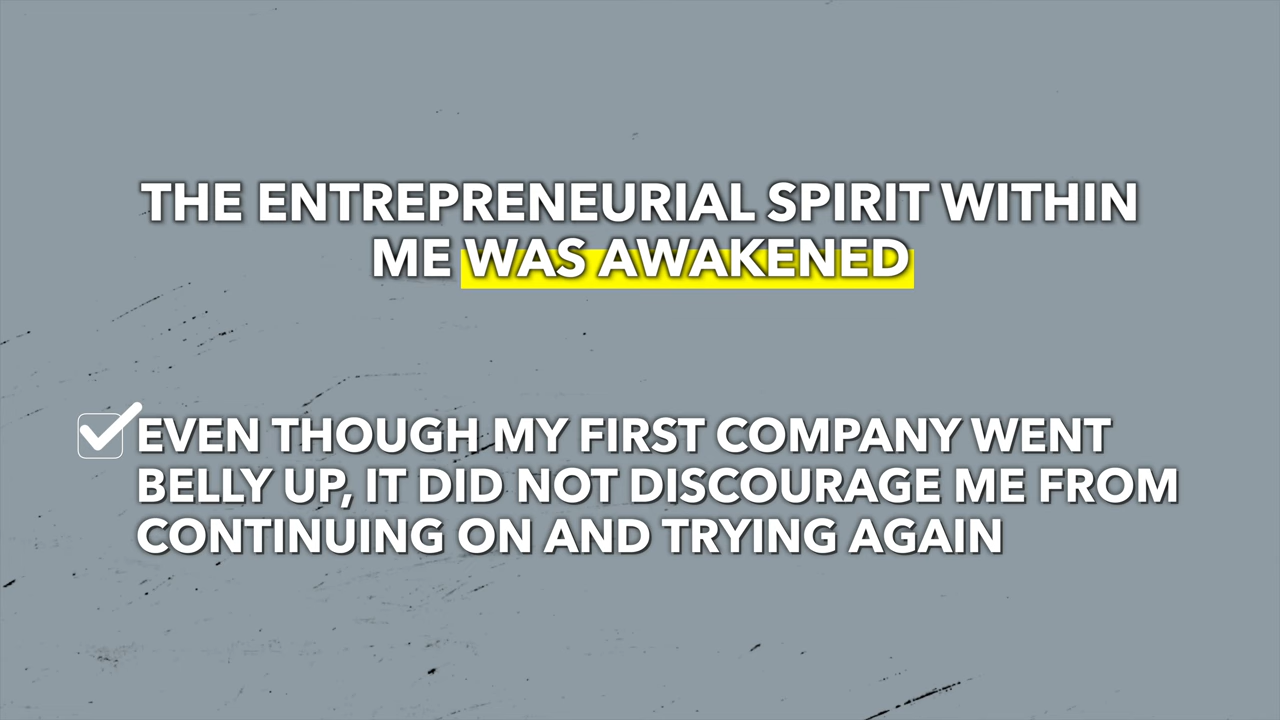 THE ENTREPRENEURIAL SPIRIT WITHIN
ME WAS AWAKENED
EVEN THOUGH MY FIRST COMPANY WENT
BELLY UP, IT DID NOT DISCOURAGE ME FROM
CONTINUING ON AND TRYING AGAIN